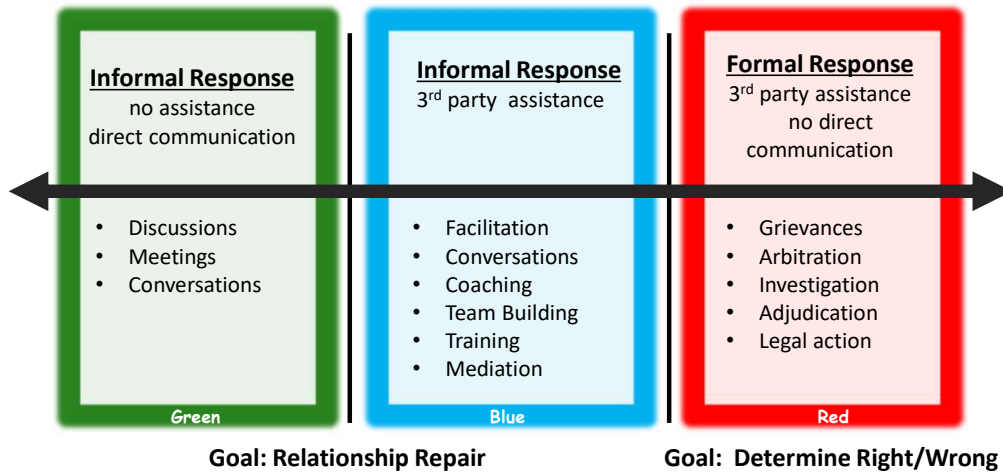 Informal Response
no assistance
direct communication
• Discussions
• Meetings
• Conversations
Green
Informal Response
3rd party assistance
• Facilitation
• Conversations
• Coaching
• Team Building
• Training
• Mediation
Blue
Formal Response
3rd party assistance
no direct
communication
• Grievances
• Arbitration
• Investigation
• Adjudication
• Legal action
Red
Goal: Relationship Repair
Goal: Determine Right/Wrong